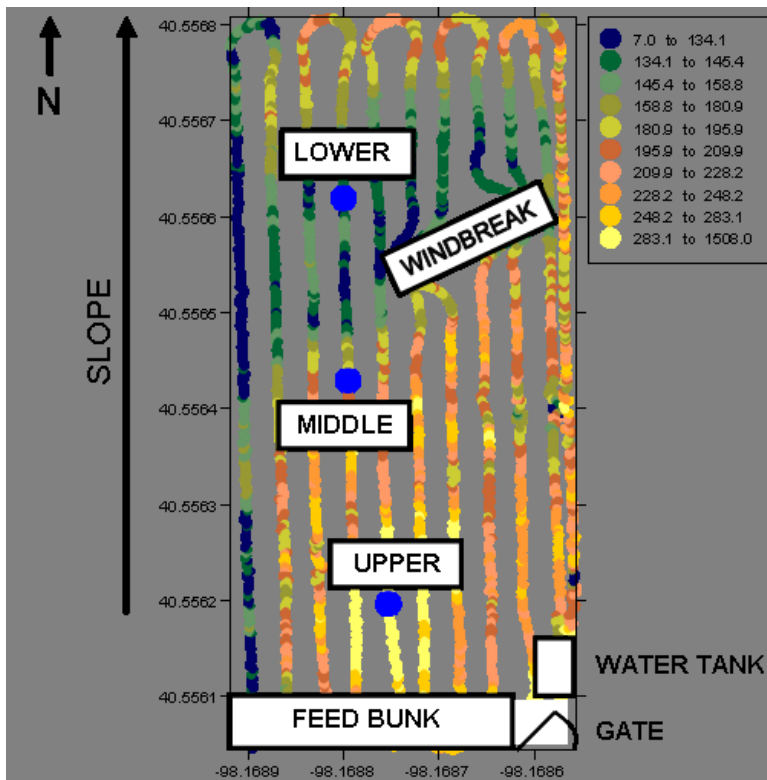 N
SLOPE
40.5568
40.5567
40.5566
40.5565
40.5564
40.5563
40.5562
40.5561
-98.1689
-98.1688
-98.1687
-98.1686
LOWER
WINDBREAK
MIDDLE
UPPER
FEED BUNK
WATER TANK
GATE
7.0 to 134.1
134.1 to 145.4
145.4 to 158.8
158.8 to 180.9
180.9 to 195.9
195.9 to 209.9
209.9 to 228.2
228.2 to 248.2
248.2 to 283.1
283.1 to 1508.0